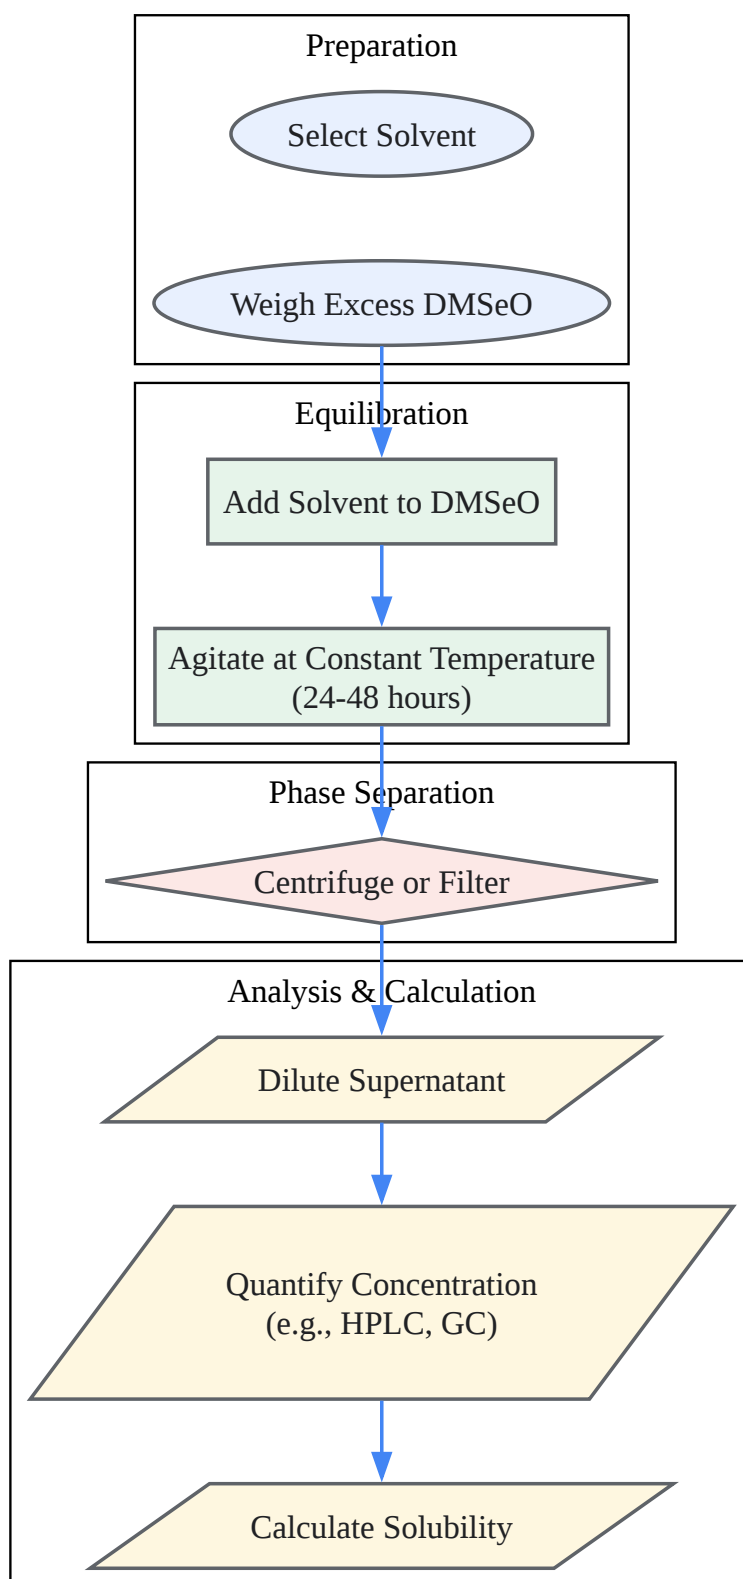 Preparation
Select Solvent
Weigh Excess DMSeO
Equilibration
Add Solvent to DMSeO
Agitate at Constant Temperature
(24-48 hours)
Phase Separation
Centrifuge or Filter
Analysis & Calculation
Dilute Supernatant
Quantify Concentration
(e.g., HPLC, GC)
Calculate Solubility